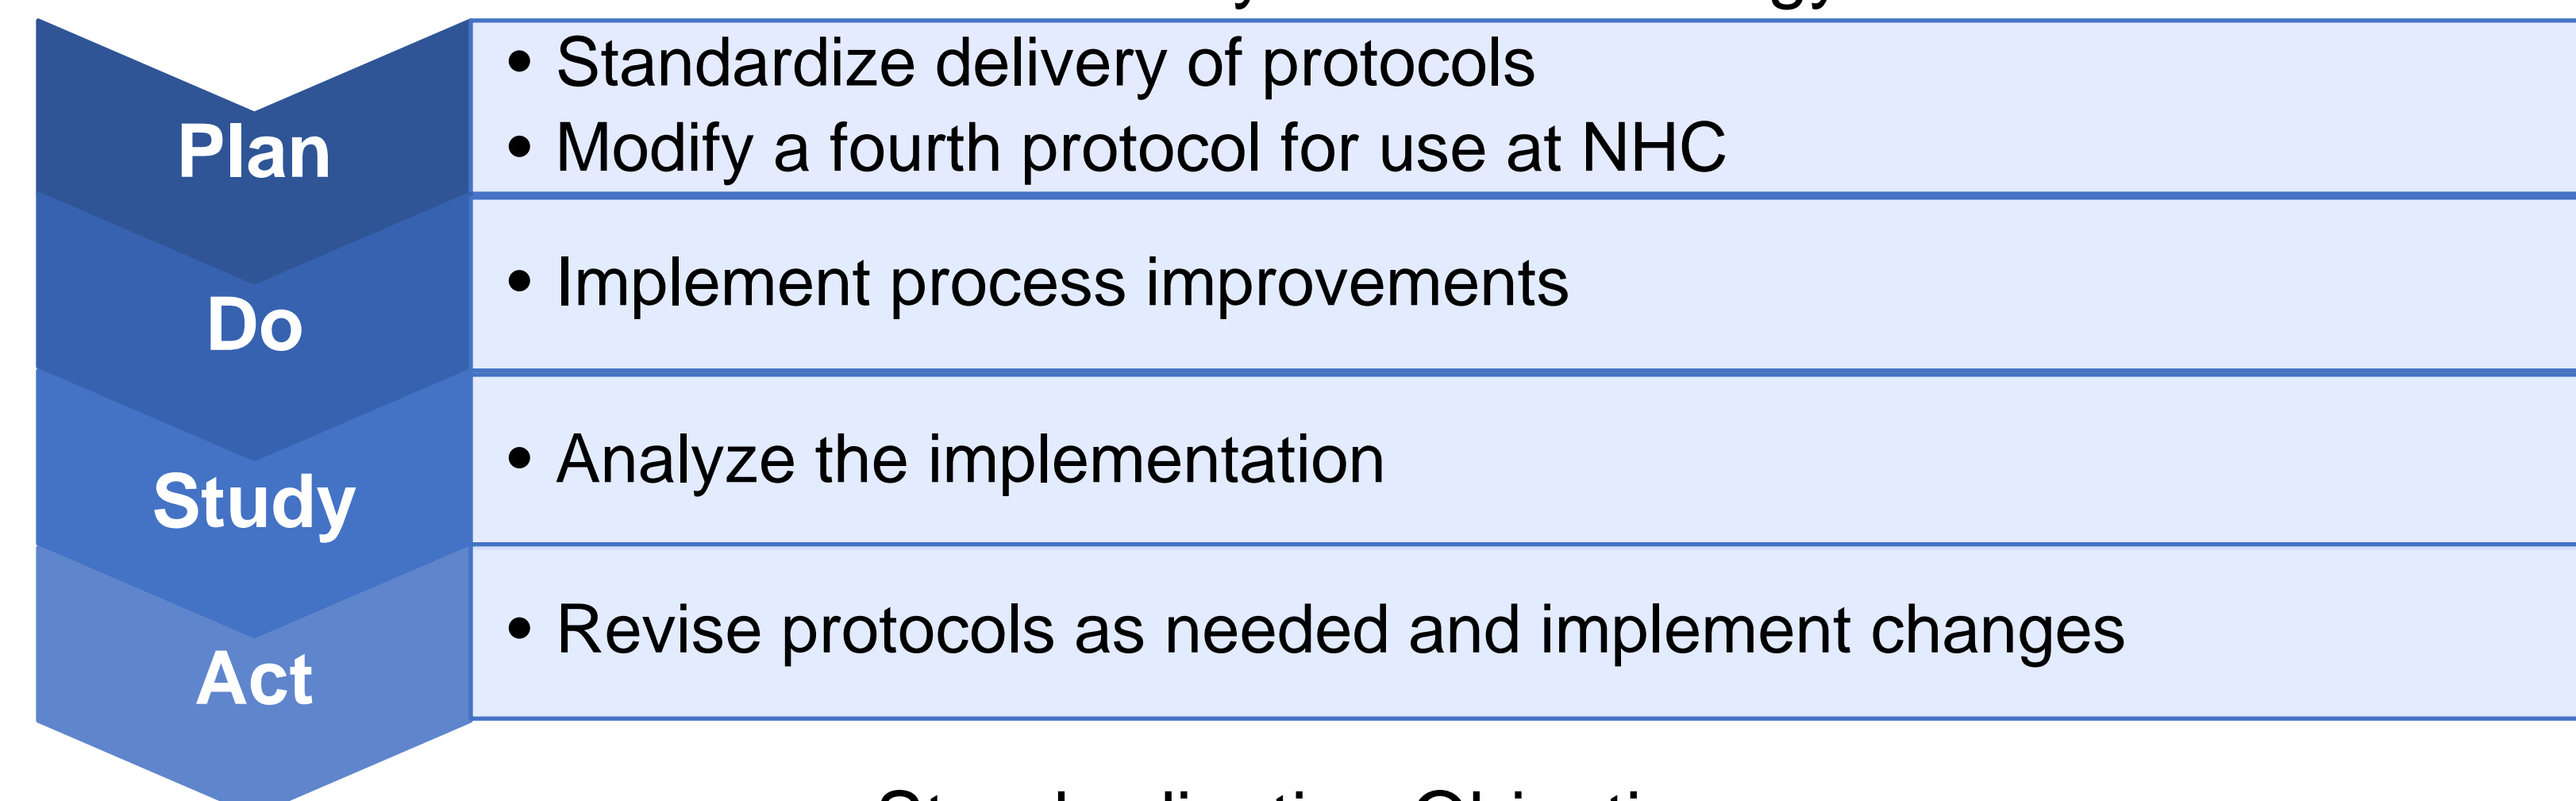 Plan
• Standardize delivery of protocols
• Modify a fourth protocol for use at NHC
Do
• Implement process improvements
Study
• Analyze the implementation
Act
• Revise protocols as needed and implement changes